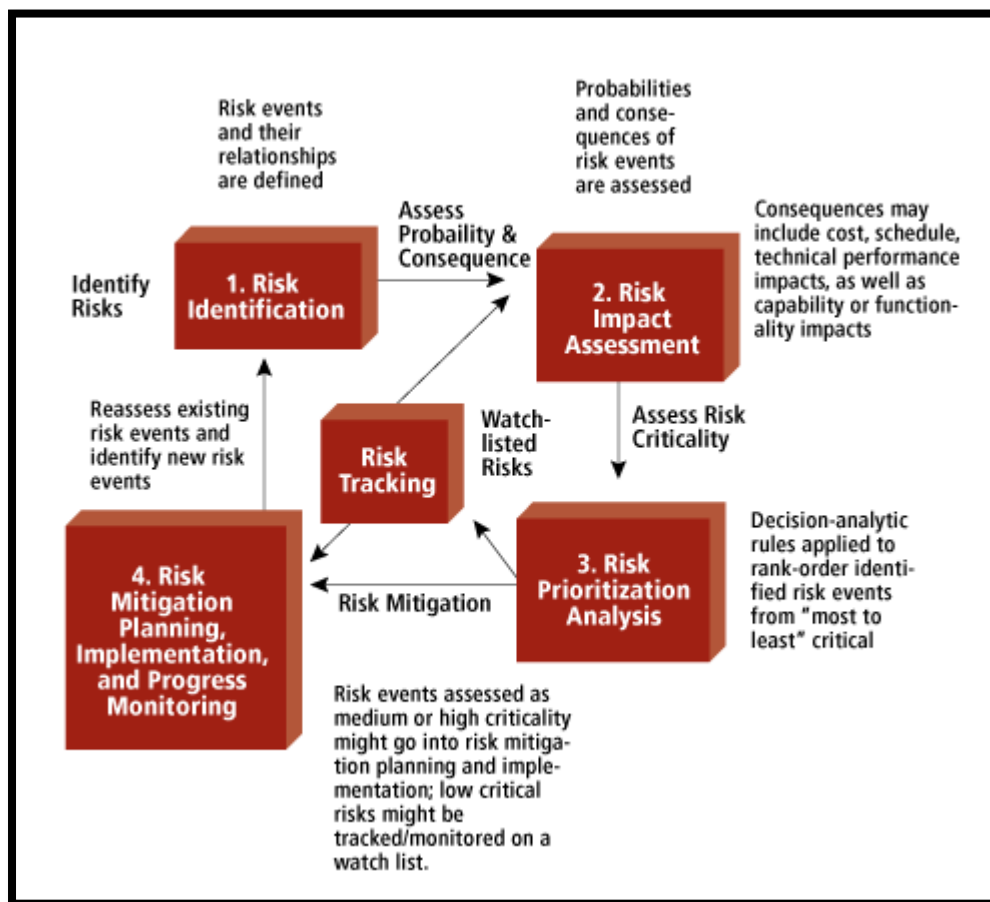 Risk events
and their
relationships
are defined
Probabilities
and conse-
quences of
risk events
are assessed
Assess
Probaility &
Consequence
Consequences may
include cost, schedule,
technical performance
impacts, as well as
capability or function-
ality impacts
Identify
Risks
1. Risk
Identification
2. Risk
Impact
Assessment
Reassess existing
risk events and
identify new risk
events
Risk
Tracking
Watch-
listed
Risks
Assess Risk
Criticality
4. Risk
Mitigation
Planning,
Implementation,
and Progress
Monitoring
Risk Mitigation
3. Risk
Prioritization
Analysis
Decision-analytic
rules applied to
rank-order identi-
fied risk events
from "most to
least" critical
Risk events assessed as
medium or high criticality
might go into risk mitiga-
tion planning and imple-
mentation; low critical
risks might be
tracked/monitored on a
watch list.